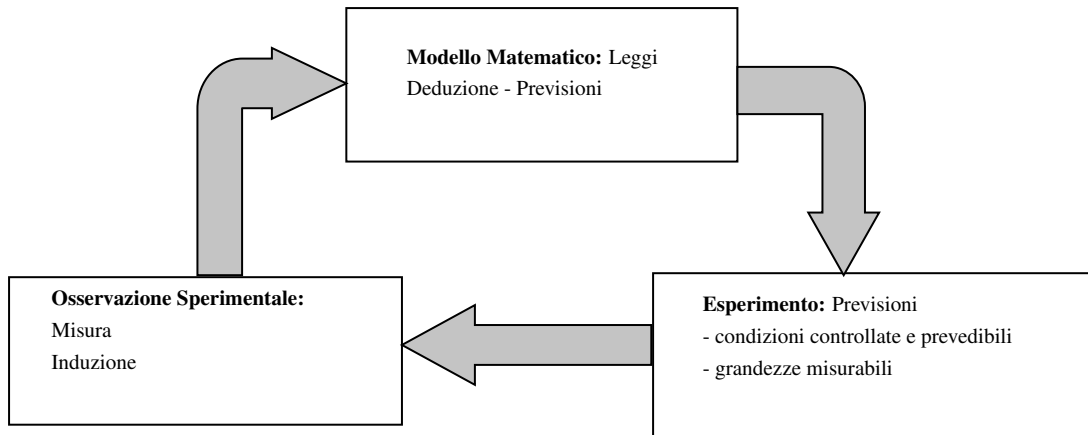 Modello Matematico: Leggi
Deduzione - Previsioni
Osservazione Sperimentale:
Misura
Induzione
Esperimento: Previsioni
- condizioni controllate e prevedibili
- grandezze misurabili